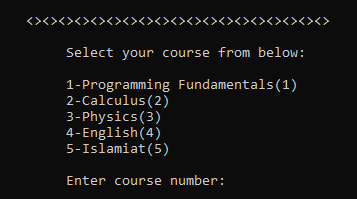 <><><><><><><><><><><><><><><><><><><>
Select your course from below:
1-Programming Fundamentals(1)
2-Calculus(2)
3-Physics(3)
4-English(4)
5-Islamiat(5)
Enter course number: